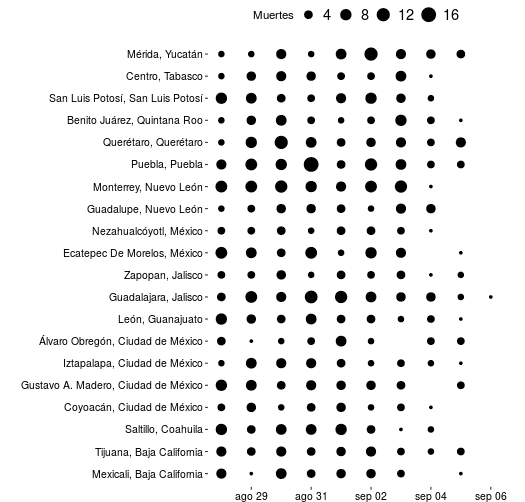 Muertes 4 8 12 16
Mérida, Yucatán
Centro, Tabasco
San Luis Potosí, San Luis Potosí
Benito Juárez, Quintana Roo
Querétaro, Querétaro
Puebla, Puebla
Monterrey, Nuevo León
Guadalupe, Nuevo León
Nezahualcóyotl, México
Ecatepec De Morelos, México
Zapopan, Jalisco
Guadalajara, Jalisco
León, Guanajuato
Álvaro Obregón, Ciudad de México
Iztapalapa, Ciudad de México
Gustavo A. Madero, Ciudad de México
Coyoacán, Ciudad de México
Saltillo, Coahuila
Tijuana, Baja California
Mexicali, Baja California
ago 29 ago 31 sep 02 sep 04 sep 06